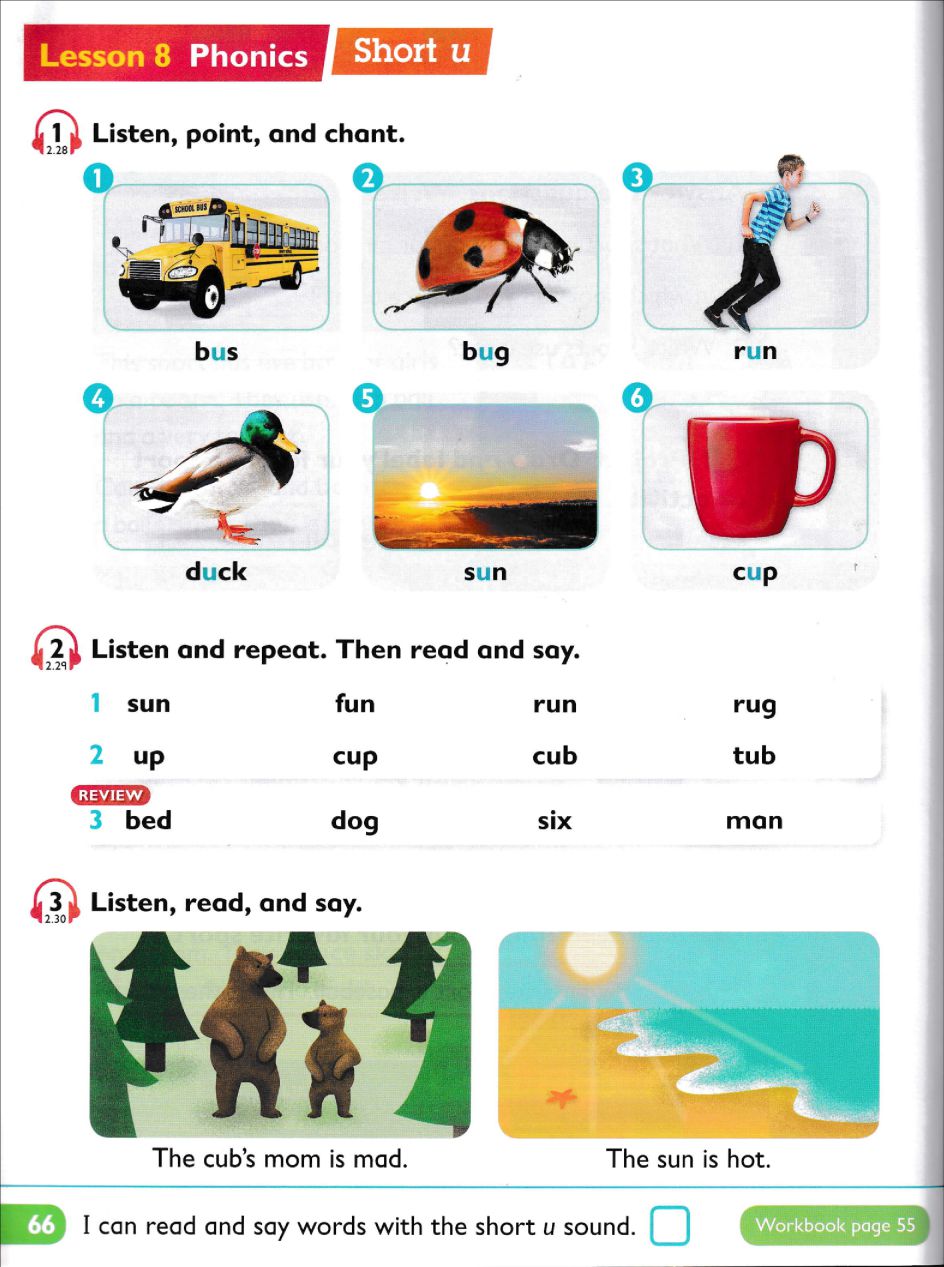 Lesson 8 Phonics Short u
1 Listen, point, and chant.
2.28
1 2 3
SCHOOL BUS
bus bug run
4 5 6
duck sun cup
2 Listen and repeat. Then read and say.
2.29
1 sun fun run rug
2 up cup cub tub
REVIEW
3 bed dog six man
3 Listen, read, and say.
2.30
The cub's mom is mad. The sun is hot.
66 I can read and say words with the short u sound. Workbook page 55